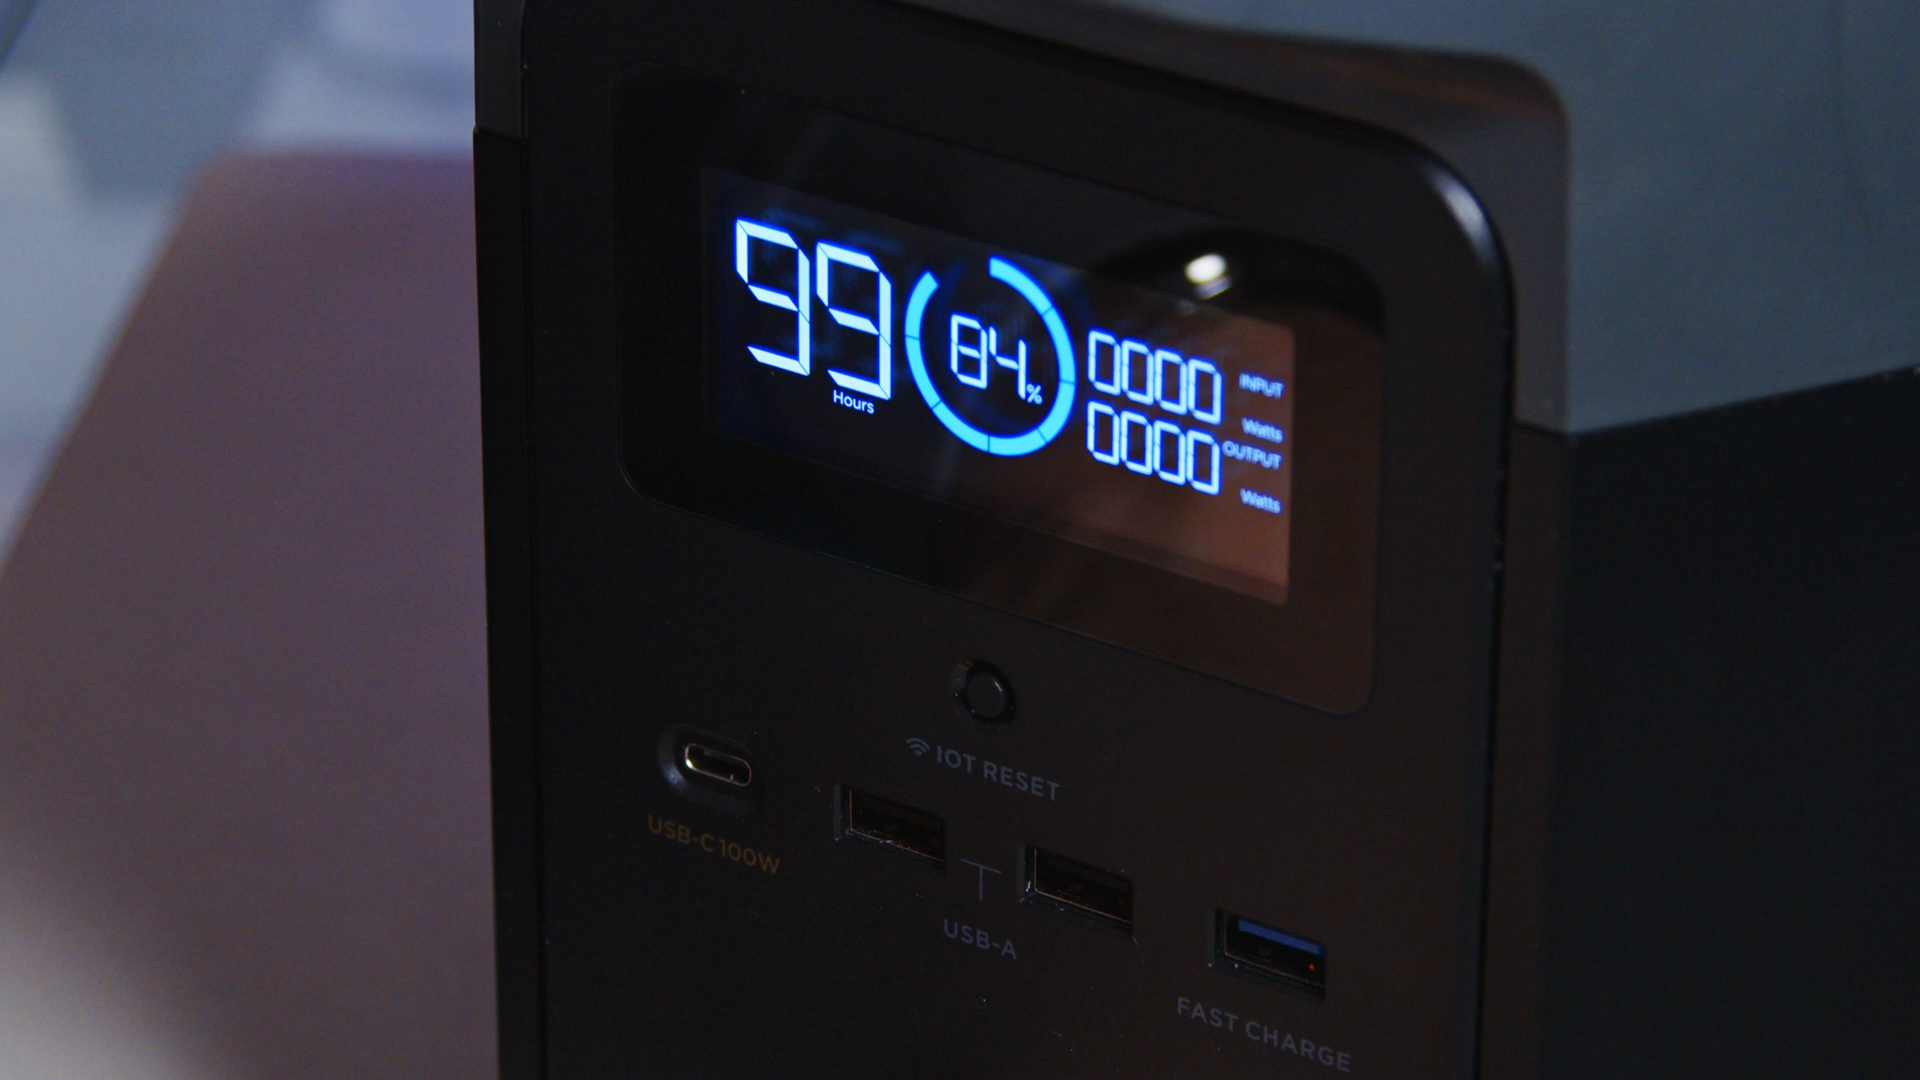 99
Hours
84%
0000 INPUT
Watts
0000 OUTPUT
Watts
IOT RESET
USB-C 100W
USB-A
FAST CHARGE